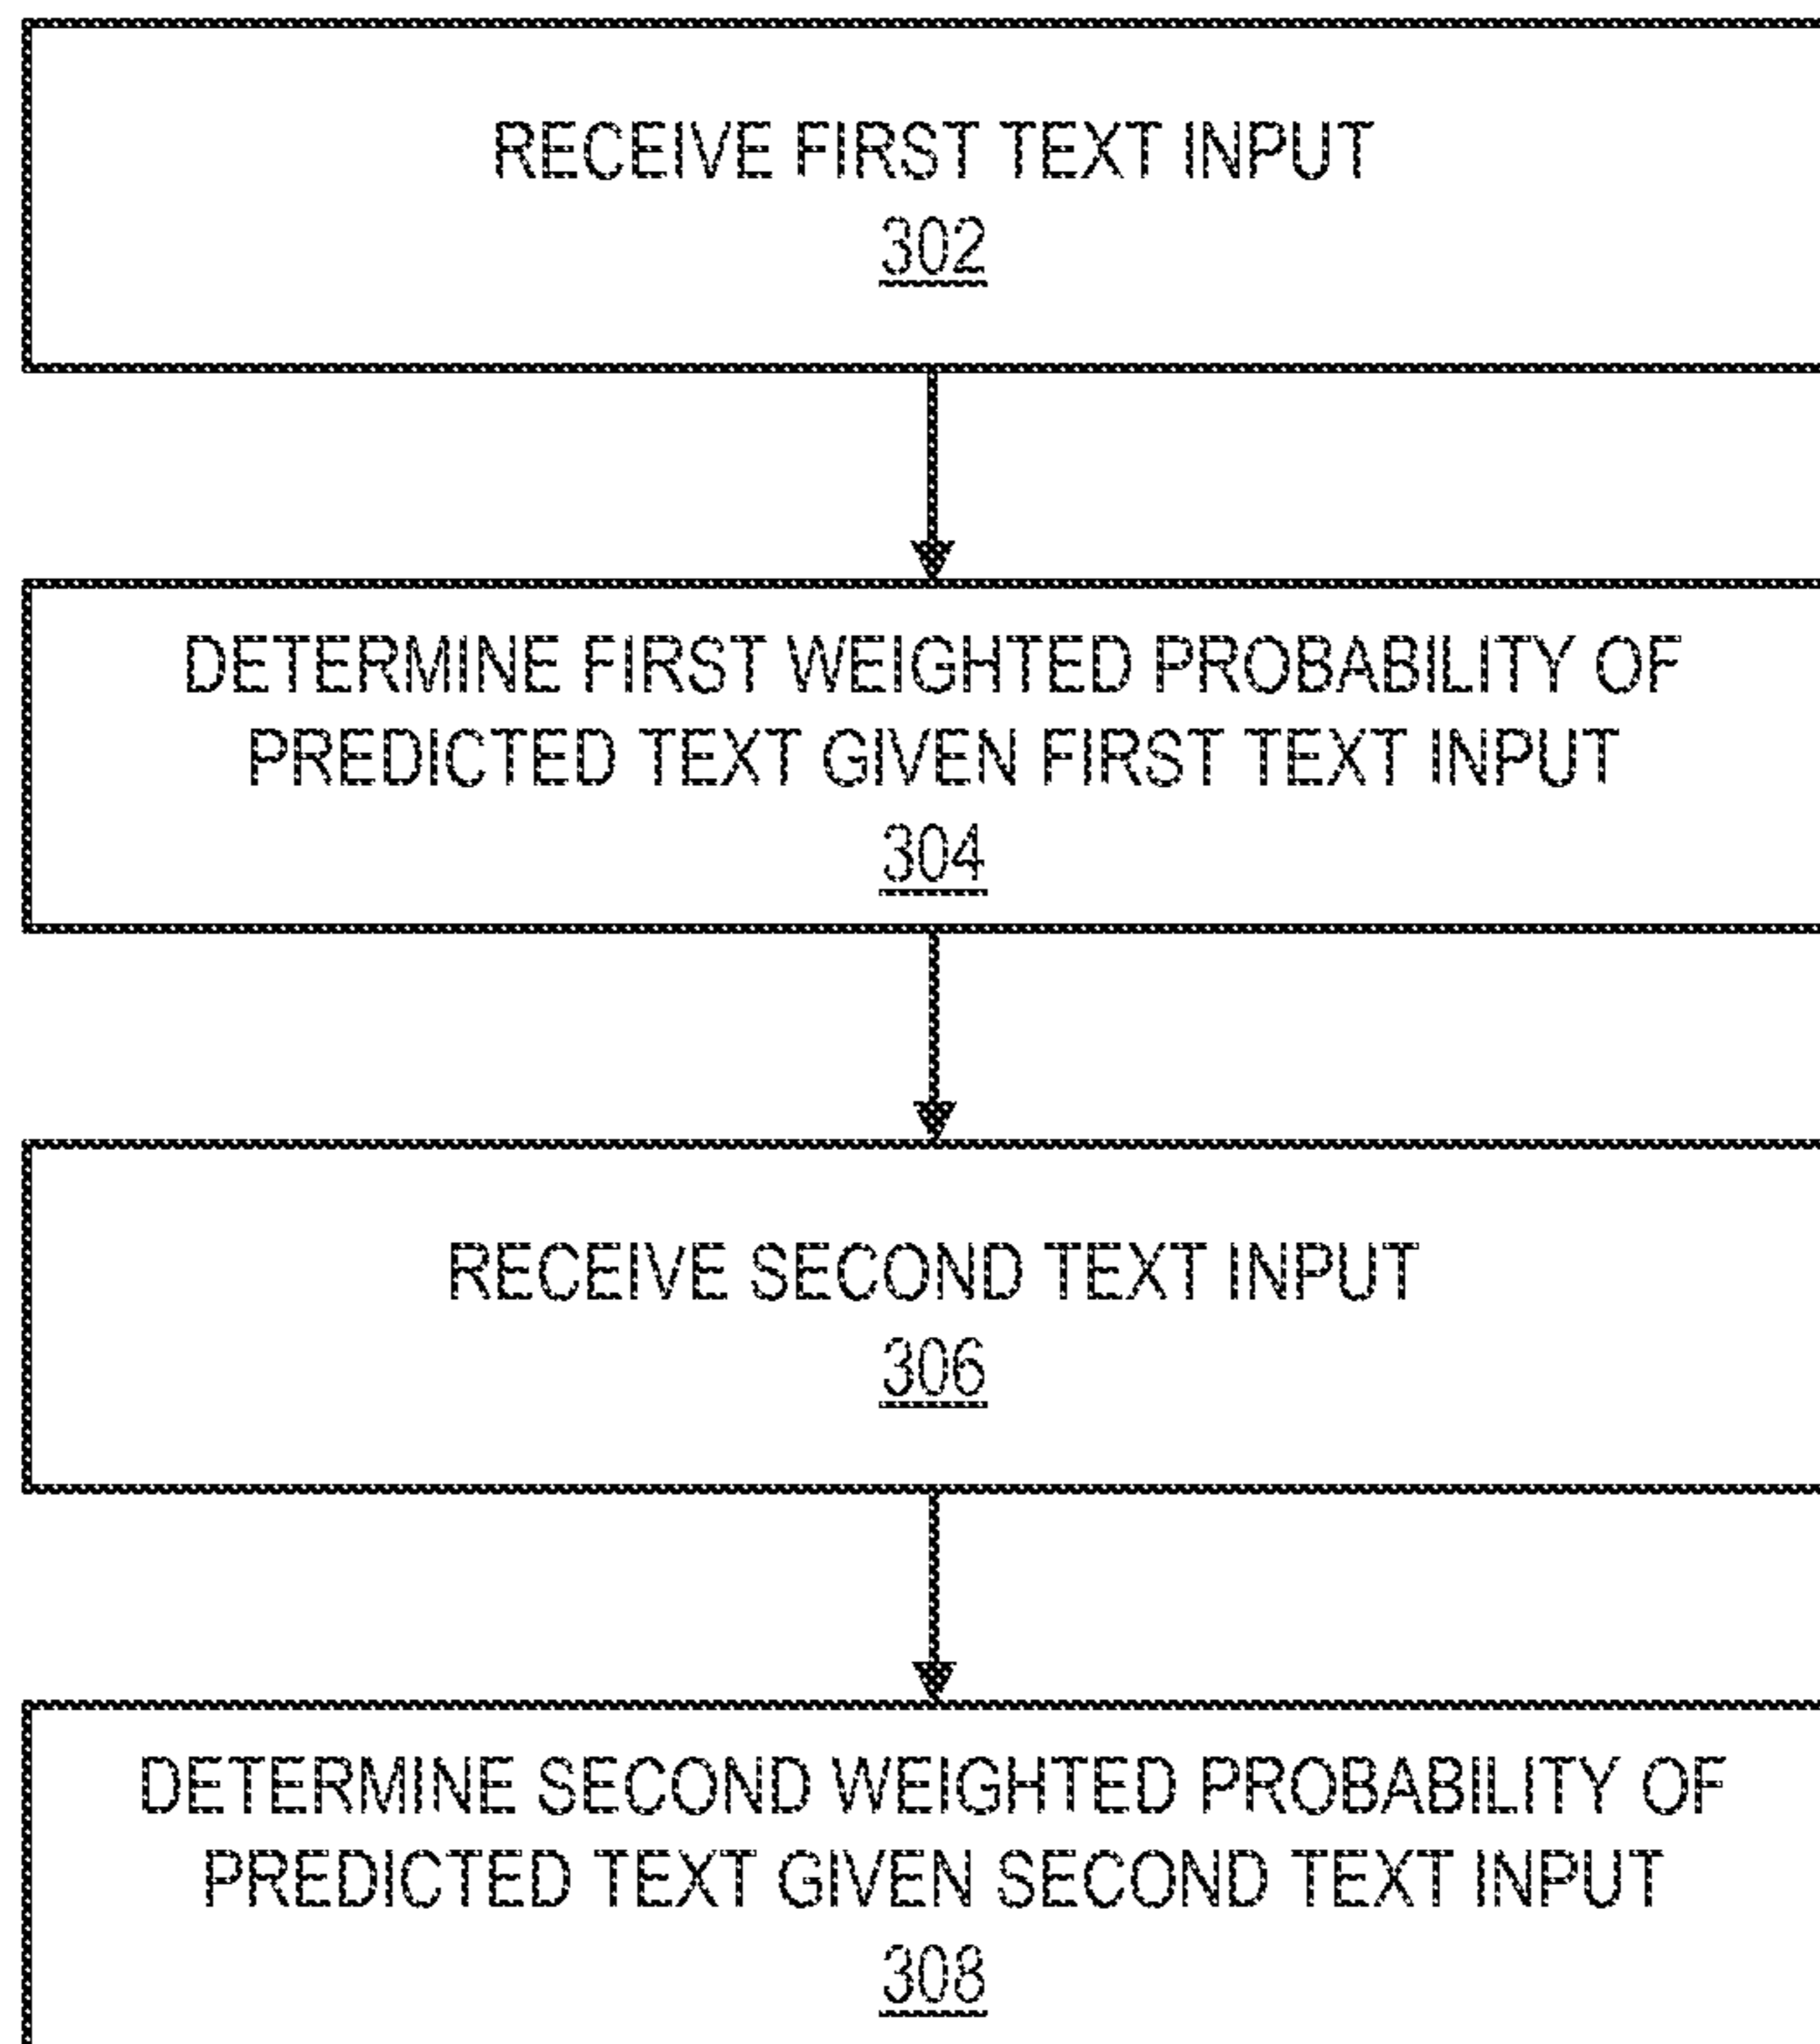 RECEIVE FIRST TEXT INPUT
302
DETERMINE FIRST WEIGHTED PROBABILITY OF
PREDICTED TEXT GIVEN FIRST TEXT INPUT
304
RECEIVE SECOND TEXT INPUT
306
DETERMINE SECOND WEIGHTED PROBABILITY OF
PREDICTED TEXT GIVEN SECOND TEXT INPUT
308